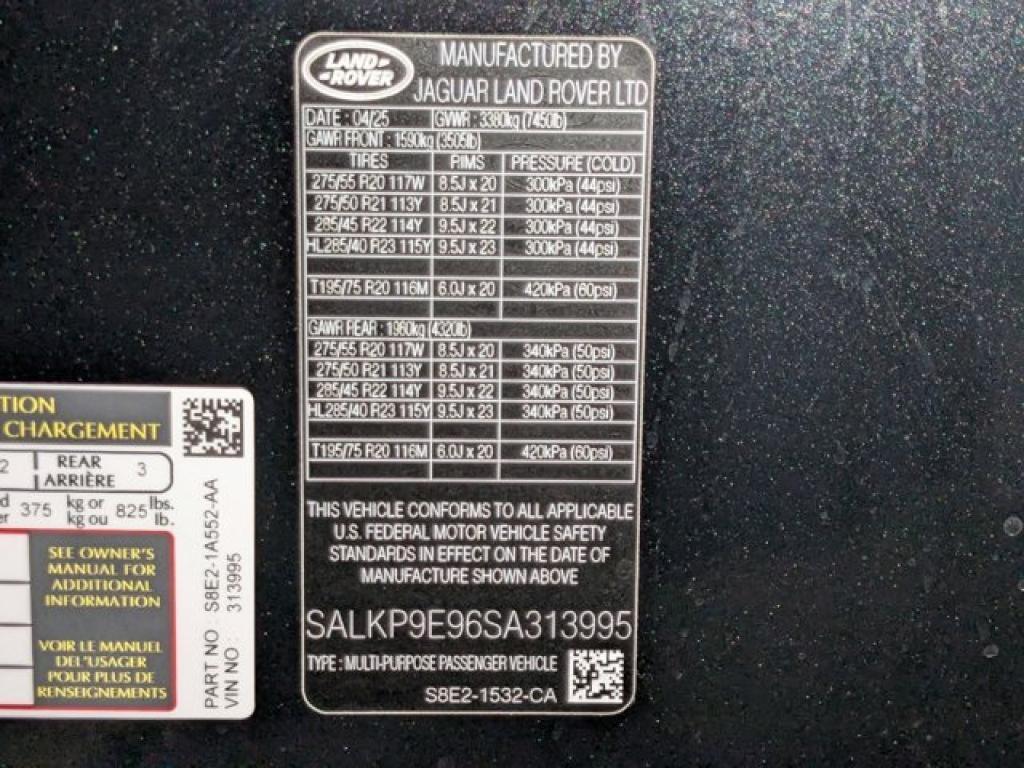 LAND-
-ROVER
MANUFACTURED BY
JAGUAR LAND ROVER LTD
DATE : 04/25 GVWR : 3380kg (7450lb)
GAWR FRONT : 1590kg (3505lb)
TIRES RIMS PRESSURE (COLD)
275/55 R20 117W 8.5J x 20 300kPa (44psi)
275/50 R21 113Y 8.5J x 21 300kPa (44psi)
285/45 R22 114Y 9.5J x 22 300kPa (44psi)
HL285/40 R23 115Y 9.5J x 23 300kPa (44psi)
T195/75 R20 116M 6.0J x 20 420kPa (60psi)
GAWR REAR : 1960kg (4320lb)
275/55 R20 117W 8.5J x 20 340kPa (50psi)
275/50 R21 113Y 8.5J x 21 340kPa (50psi)
285/45 R22 114Y 9.5J x 22 340kPa (50psi)
HL285/40 R23 115Y 9.5J x 23 340kPa (50psi)
T195/75 R20 116M 6.0J x 20 420kPa (60psi)
THIS VEHICLE CONFORMS TO ALL APPLICABLE
U.S. FEDERAL MOTOR VEHICLE SAFETY
STANDARDS IN EFFECT ON THE DATE OF
MANUFACTURE SHOWN ABOVE
SALKP9E96SA313995
TYPE : MULTI-PURPOSE PASSENGER VEHICLE
S8E2-1532-CA
TION
CHARGEMENT
2 REAR 3
ARRIÈRE
375 kg or 825 lbs.
kg ou lb.
SEE OWNER'S
MANUAL FOR
ADDITIONAL
INFORMATION
VOIR LE MANUEL
DEL'USAGER
POUR PLUS DE
RENSEIGNEMENTS
PART NO : S8E2-1A552-AA
VIN NO : 313995